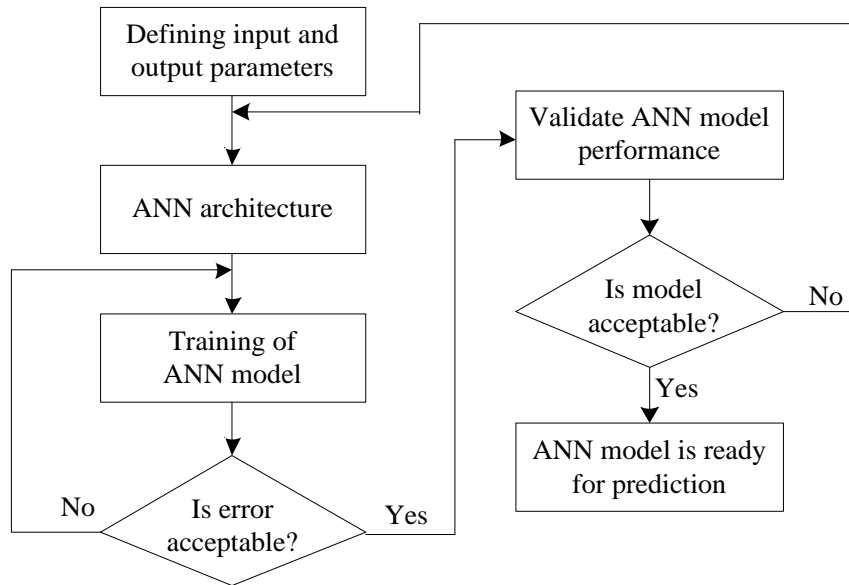 Defining input and
output parameters
ANN architecture
Training of
ANN model
Is error
acceptable?
No
Yes
Validate ANN model
performance
Is model
acceptable?
No
Yes
ANN model is ready
for prediction